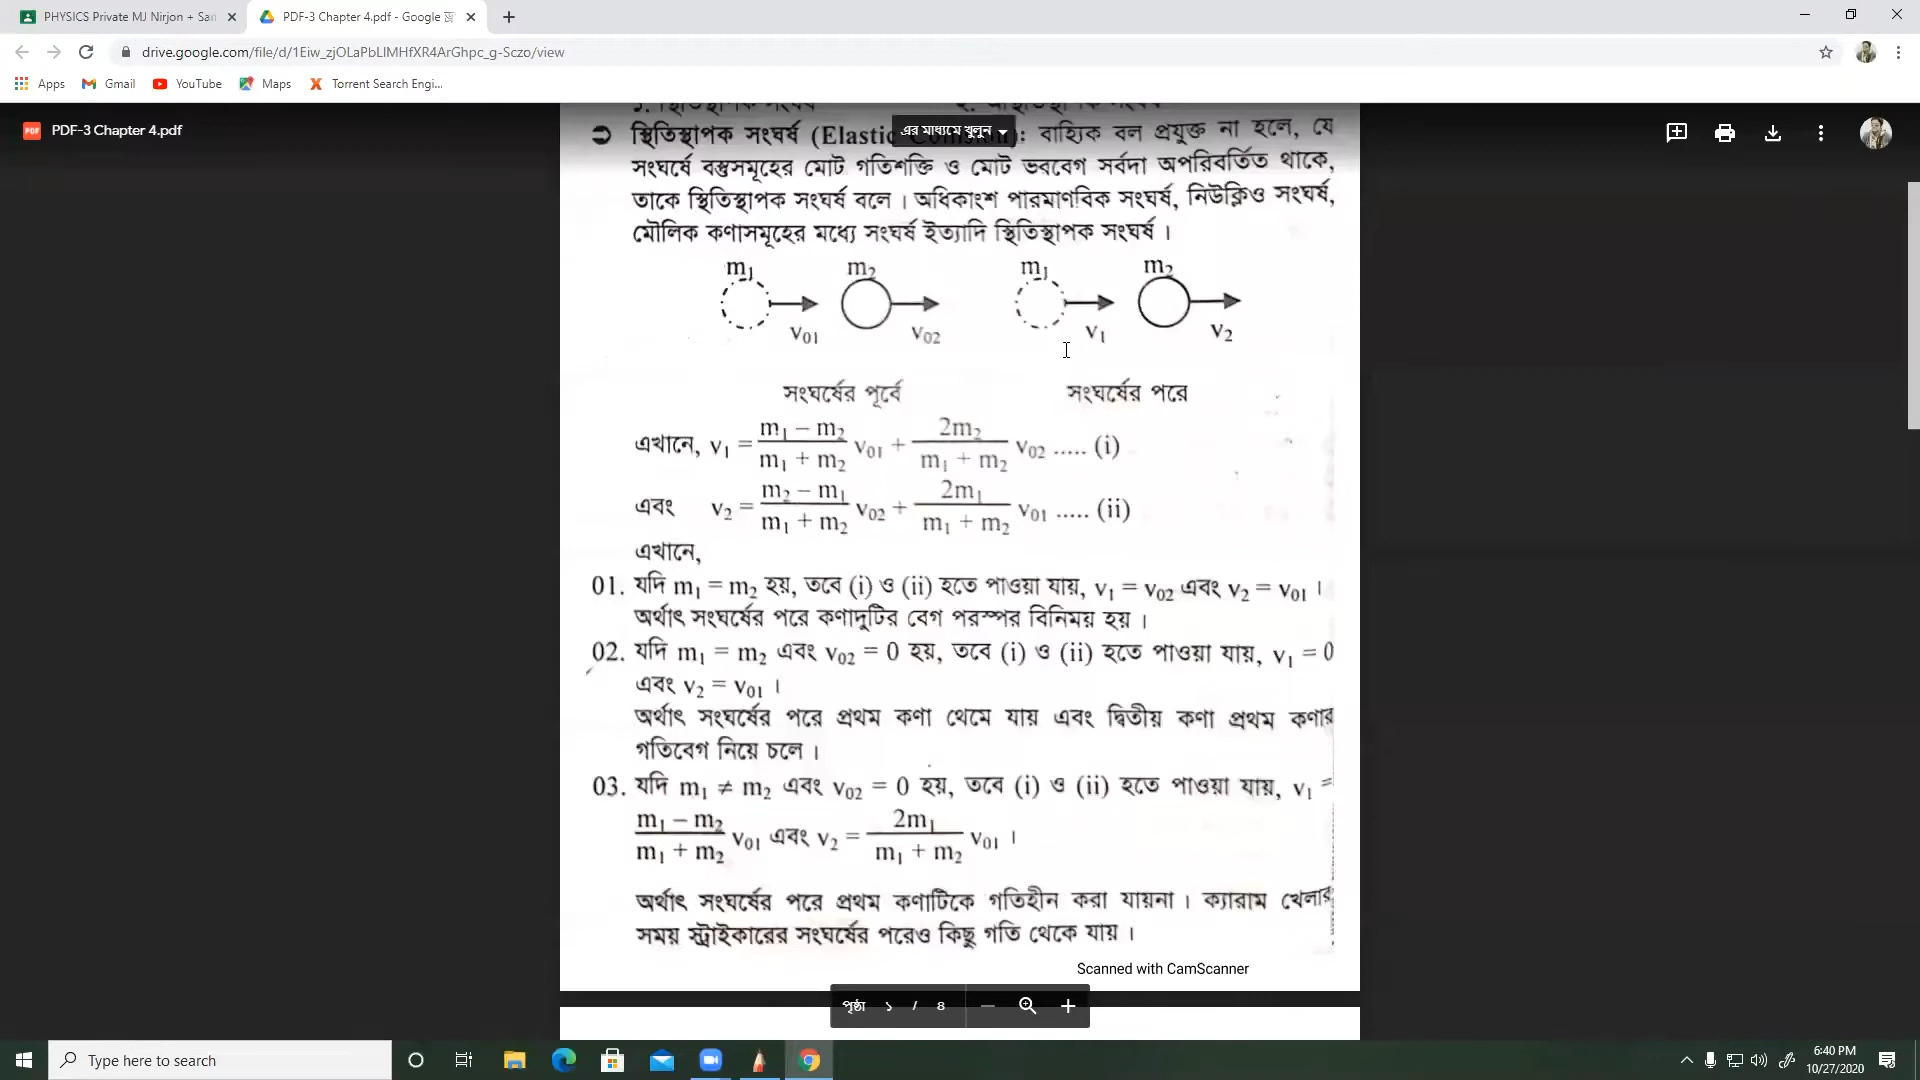 PHYSICS Private MJ Nirjon + San
PDF-3 Chapter 4.pdf - Google
drive.google.com/file/d/1Eiw_zjOLaPbLlMHfXR4ArGhpc_g-Sczo/view
Apps Gmail YouTube Maps Torrent Search Engi...
PDF-3 Chapter 4.pdf
এর মাধ্যমে খুলুন
➲ স্থিতিস্থাপক সংঘর্ষ (Elastic Collision): বাহ্যিক বল প্রযুক্ত না হলে, যে
সংঘর্ষে বস্তুসমূহের মোট গতিশক্তি ও মোট ভরবেগ সর্বদা অপরিবর্তিত থাকে,
তাকে স্থিতিস্থাপক সংঘর্ষ বলে। অধিকাংশ পারমাণবিক সংঘর্ষ, নিউক্লিও সংঘর্ষ,
মৌলিক কণাসমূহের মধ্যে সংঘর্ষ ইত্যাদি স্থিতিস্থাপক সংঘর্ষ।
m₁ m₂ m₁ m₂
v₀₁ v₀₂ v₁ v₂
সংঘর্ষের পূর্বে সংঘর্ষের পরে
এখানে, v₁ = (m₁ − m₂)/(m₁ + m₂) v₀₁ + 2m₂/(m₁ + m₂) v₀₂ ..... (i)
এবং v₂ = (m₂ − m₁)/(m₁ + m₂) v₀₂ + 2m₁/(m₁ + m₂) v₀₁ ..... (ii)
এখানে,
01. যদি m₁ = m₂ হয়, তবে (i) ও (ii) হতে পাওয়া যায়, v₁ = v₀₂ এবং v₂ = v₀₁।
অর্থাৎ সংঘর্ষের পরে কণাদুটির বেগ পরস্পর বিনিময় হয়।
02. যদি m₁ = m₂ এবং v₀₂ = 0 হয়, তবে (i) ও (ii) হতে পাওয়া যায়, v₁ = 0
এবং v₂ = v₀₁।
অর্থাৎ সংঘর্ষের পরে প্রথম কণা থেমে যায় এবং দ্বিতীয় কণা প্রথম কণার
গতিবেগ নিয়ে চলে।
03. যদি m₁ ≠ m₂ এবং v₀₂ = 0 হয়, তবে (i) ও (ii) হতে পাওয়া যায়, v₁ =
(m₁ − m₂)/(m₁ + m₂) v₀₁ এবং v₂ = 2m₁/(m₁ + m₂) v₀₁।
অর্থাৎ সংঘর্ষের পরে প্রথম কণাটিকে গতিহীন করা যায়না। ক্যারাম খেলার
সময় স্ট্রাইকারের সংঘর্ষের পরেও কিছু গতি থেকে যায়।
Scanned with CamScanner
পৃষ্ঠা ১ / ৪
Type here to search
6:40 PM
10/27/2020